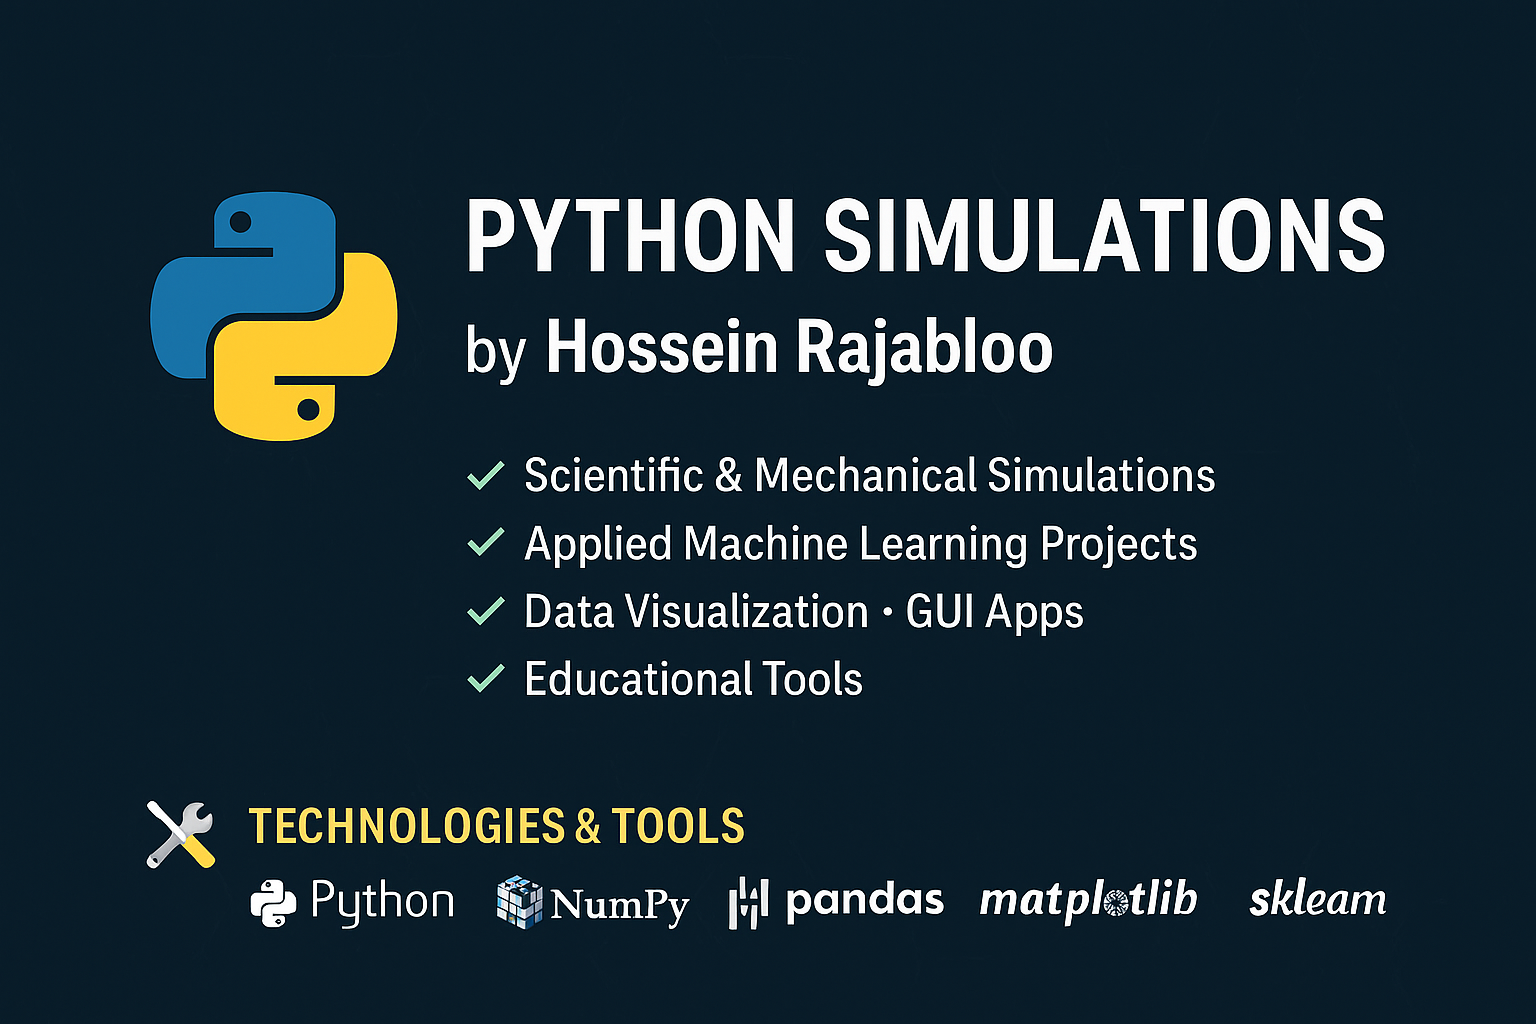 PYTHON SIMULATIONS
by Hossein Rajabloo
✓ Scientific & Mechanical Simulations
✓ Applied Machine Learning Projects
✓ Data Visualization • GUI Apps
✓ Educational Tools
TECHNOLOGIES & TOOLS
Python NumPy pandas matplotlib skleam